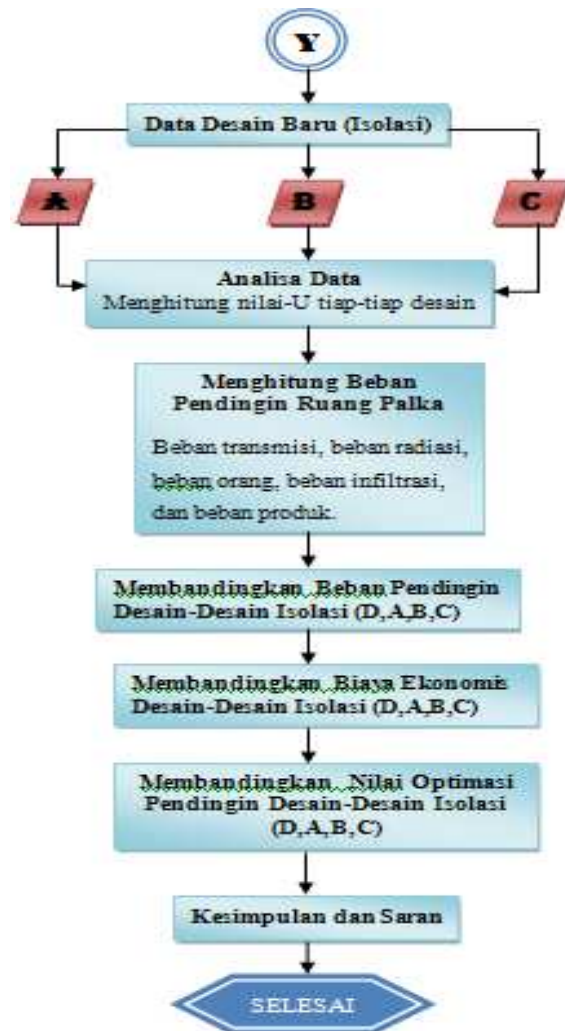 Y
Data Desain Baru (Isolasi)
A
B
C
Analisa Data
Menghitung nilai-U tiap-tiap desain
Menghitung Beban
Pendingin Ruang Palka
Beban transmisi, beban radiasi,
beban orang, beban infiltrasi,
dan beban produk.
Membandingkan Beban Pendingin
Desain-Desain Isolasi (D,A,B,C)
Membandingkan Biaya Ekonomis
Desain-Desain Isolasi (D,A,B,C)
Membandingkan Nilai Optimasi
Pendingin Desain-Desain Isolasi
(D,A,B,C)
Kesimpulan dan Saran
SELESAI